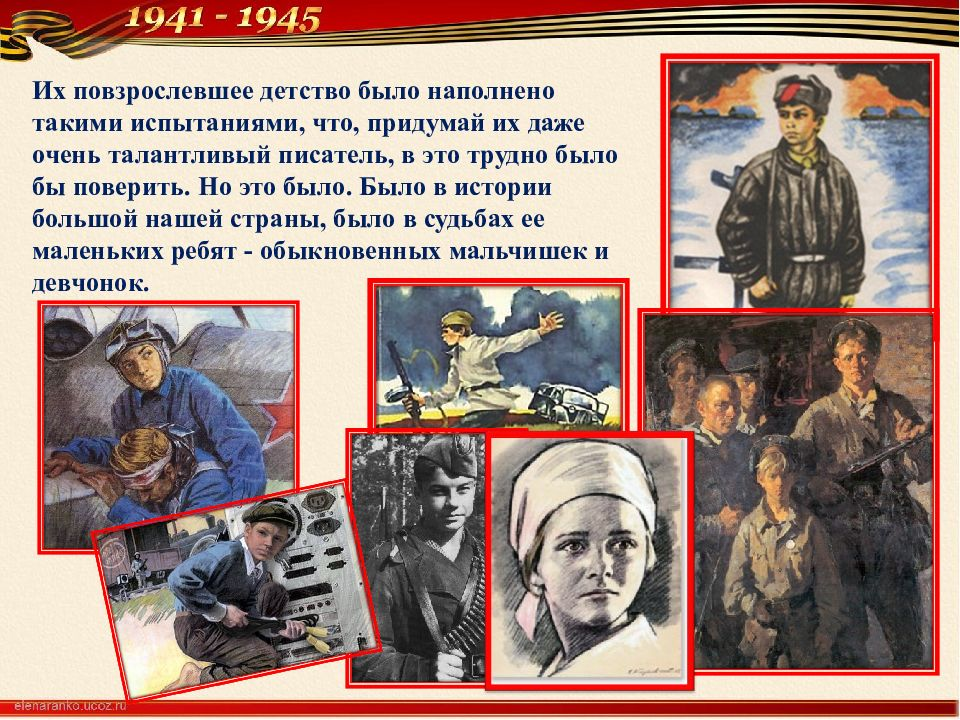 1941 - 1945
Их повзрослевшее детство было наполнено
такими испытаниями, что, придумай их даже
очень талантливый писатель, в это трудно было
бы поверить. Но это было. Было в истории
большой нашей страны, было в судьбах ее
маленьких ребят - обыкновенных мальчишек и
девчонок.
elenaranko.ucoz.ru